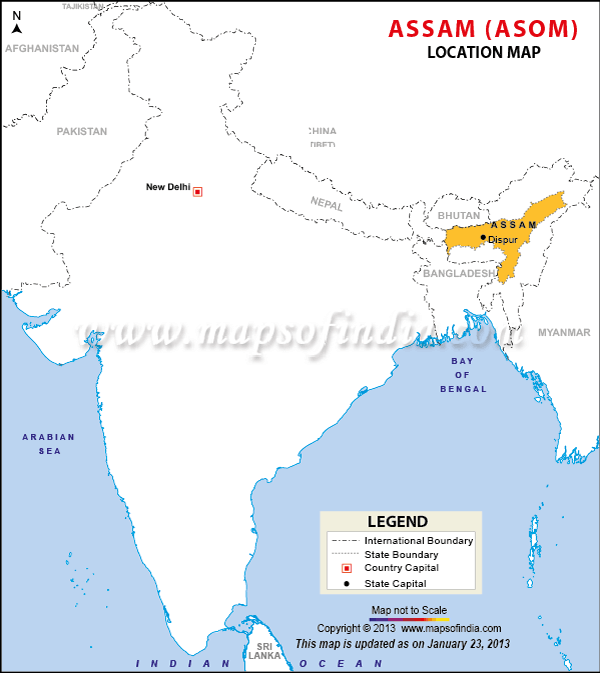 TAJIKISTAN
N
ASSAM (ASOM)
LOCATION MAP
AFGHANISTAN
PAKISTAN
CHINA
New Delhi
NEPAL
BHUTAN
ASSAM
Dispur
BANGLADESH
www.mapsofindia.com
MYANMAR
BAY
OF
BENGAL
ARABIAN
SEA
LEGEND
International Boundary
State Boundary
Country Capital
State Capital
Map not to Scale
Copyright © 2013 www.mapsofindia.com
This map is updated as on January 23, 2013
SRI
LANKA
INDIAN OCEAN